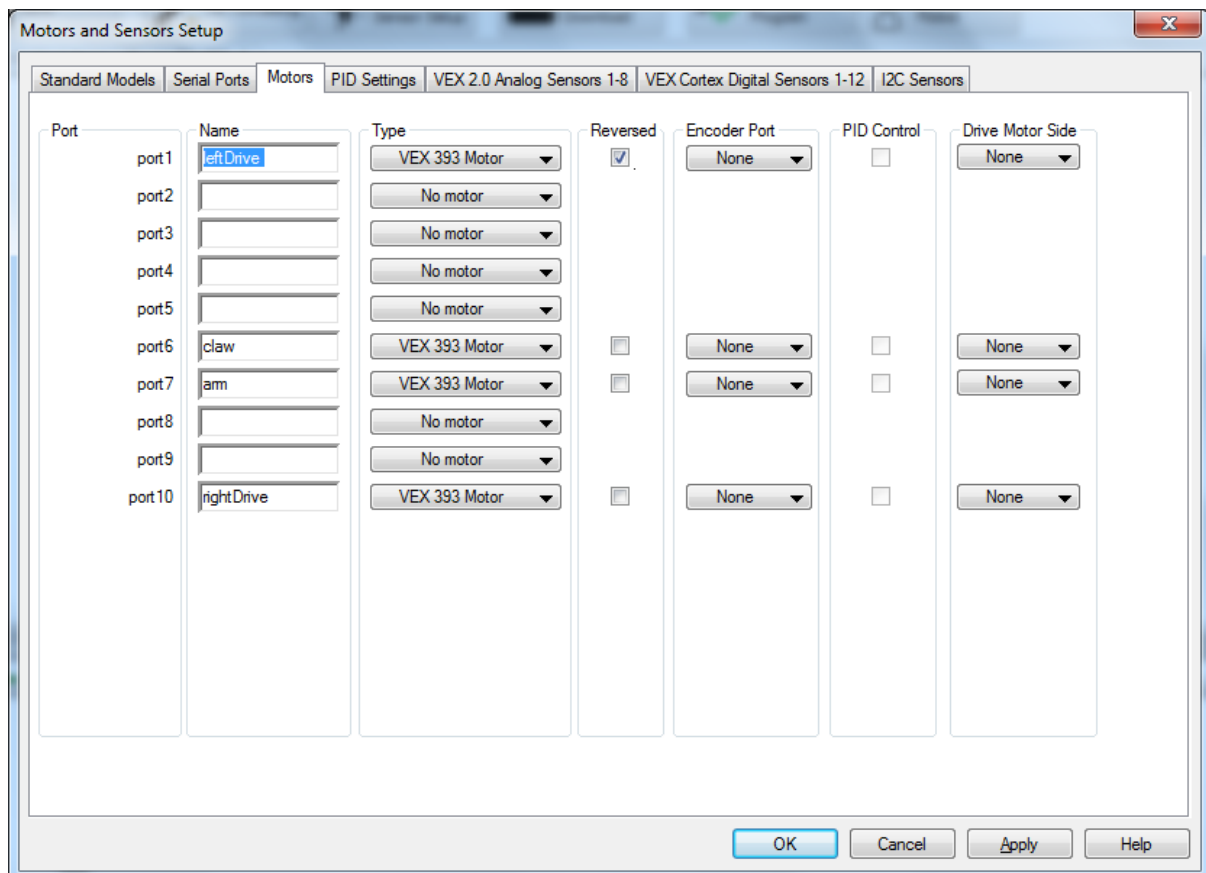 Sensor Setup Download Program
Motors and Sensors Setup
Standard Models Serial Ports Motors PID Settings VEX 2.0 Analog Sensors 1-8 VEX Cortex Digital Sensors 1-12 I2C Sensors
Port Name Type Reversed Encoder Port PID Control Drive Motor Side
port1 leftDrive VEX 393 Motor None None
port2 No motor
port3 No motor
port4 No motor
port5 No motor
port6 claw VEX 393 Motor None None
port7 arm VEX 393 Motor None None
port8 No motor
port9 No motor
port10 rightDrive VEX 393 Motor None None
OK Cancel Apply Help